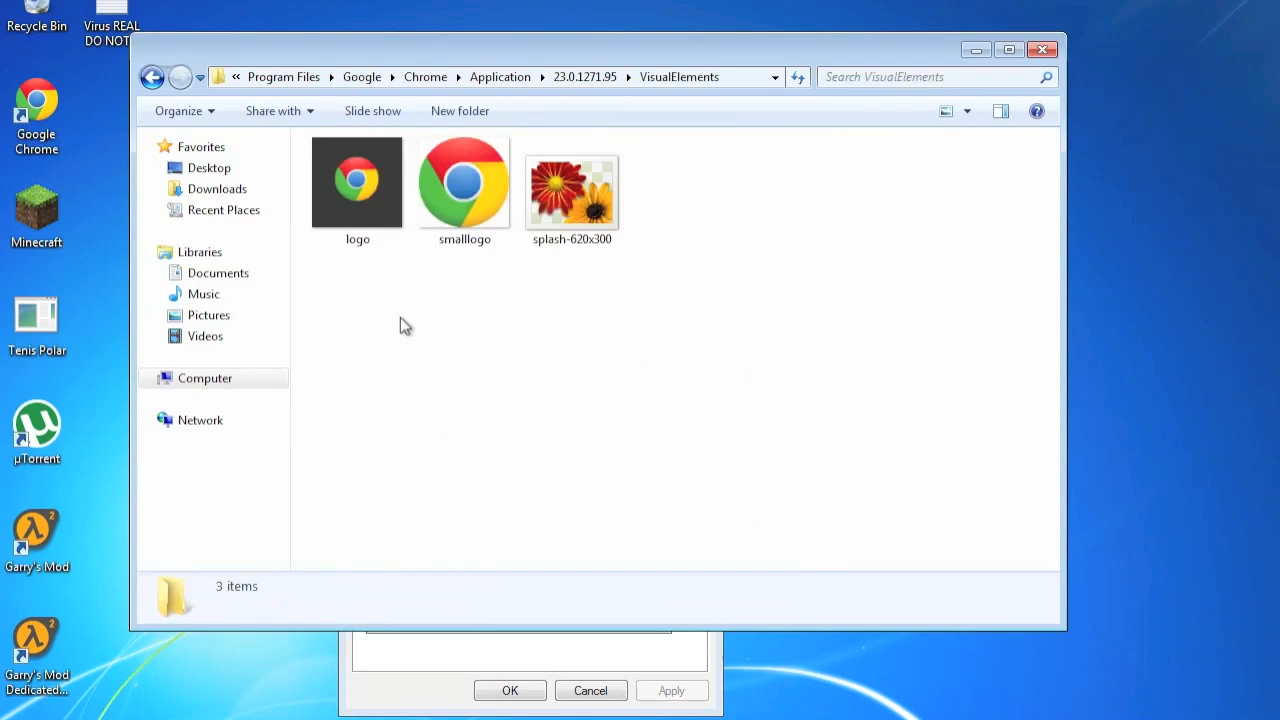 Recycle Bin
Virus REAL
DO NOT
Google
Chrome
Minecraft
Tenis Polar
µTorrent
Garry's Mod
Garry's Mod
Dedicated...
« Program Files Google Chrome Application 23.0.1271.95 VisualElements
Search VisualElements
Organize Share with Slide show New folder
Favorites
Desktop
Downloads
Recent Places
Libraries
Documents
Music
Pictures
Videos
Computer
Network
logo
smalllogo
splash-620x300
3 items
OK Cancel Apply